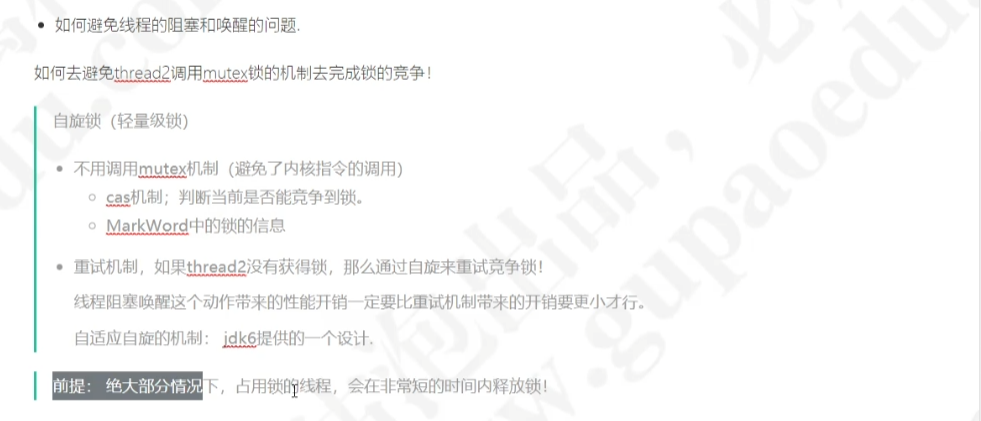 如何避免线程的阻塞和唤醒的问题.
如何去避免thread2调用mutex锁的机制去完成锁的竞争！
自旋锁（轻量级锁）
不用调用mutex机制（避免了内核指令的调用）
cas机制；判断当前是否能竞争到锁。
MarkWord中的锁的信息
重试机制，如果thread2没有获得锁，那么通过自旋来重试竞争锁！
线程阻塞唤醒这个动作带来的性能开销一定要比重试机制带来的开销要更小才行。
自适应自旋的机制： jdk6提供的一个设计.
前提： 绝大部分情况下，占用锁的线程，会在非常短的时间内释放锁！
www.gupaoedu
du.com
出品，